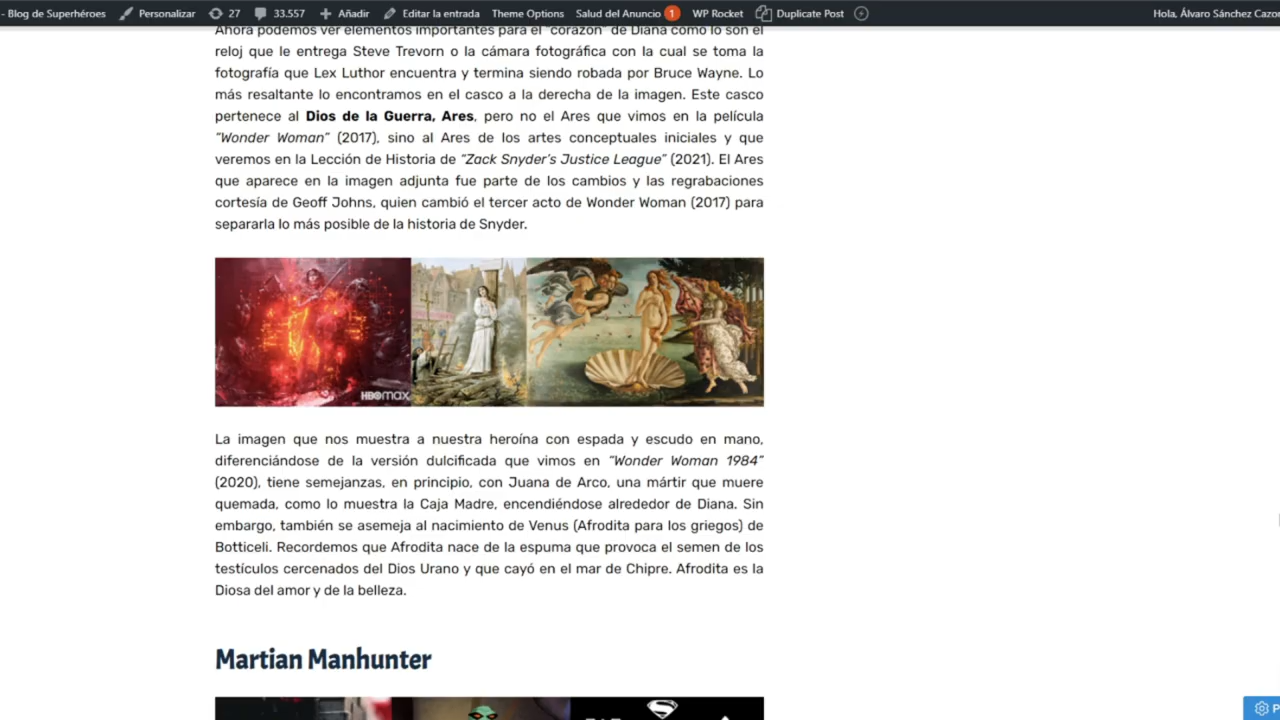 - Blog de Superhéroes Personalizar 27 33.557 Añadir Editar la entrada Theme Options Salud del Anuncio 1 WP Rocket Duplicate Post Hola, Álvaro Sánchez Cazor
Ahora podemos ver elementos importantes para el “corazón” de Diana como lo son el
reloj que le entrega Steve Trevorn o la cámara fotográfica con la cual se toma la
fotografía que Lex Luthor encuentra y termina siendo robada por Bruce Wayne. Lo
más resaltante lo encontramos en el casco a la derecha de la imagen. Este casco
pertenece al Dios de la Guerra, Ares, pero no el Ares que vimos en la película
“Wonder Woman” (2017), sino al Ares de los artes conceptuales iniciales y que
veremos en la Lección de Historia de “Zack Snyder’s Justice League” (2021). El Ares
que aparece en la imagen adjunta fue parte de los cambios y las regrabaciones
cortesía de Geoff Johns, quien cambió el tercer acto de Wonder Woman (2017) para
separarla lo más posible de la historia de Snyder.
HBOmax
La imagen que nos muestra a nuestra heroína con espada y escudo en mano,
diferenciándose de la versión dulcificada que vimos en “Wonder Woman 1984”
(2020), tiene semejanzas, en principio, con Juana de Arco, una mártir que muere
quemada, como lo muestra la Caja Madre, encendiéndose alrededor de Diana. Sin
embargo, también se asemeja al nacimiento de Venus (Afrodita para los griegos) de
Botticeli. Recordemos que Afrodita nace de la espuma que provoca el semen de los
testículos cercenados del Dios Urano y que cayó en el mar de Chipre. Afrodita es la
Diosa del amor y de la belleza.
Martian Manhunter
P